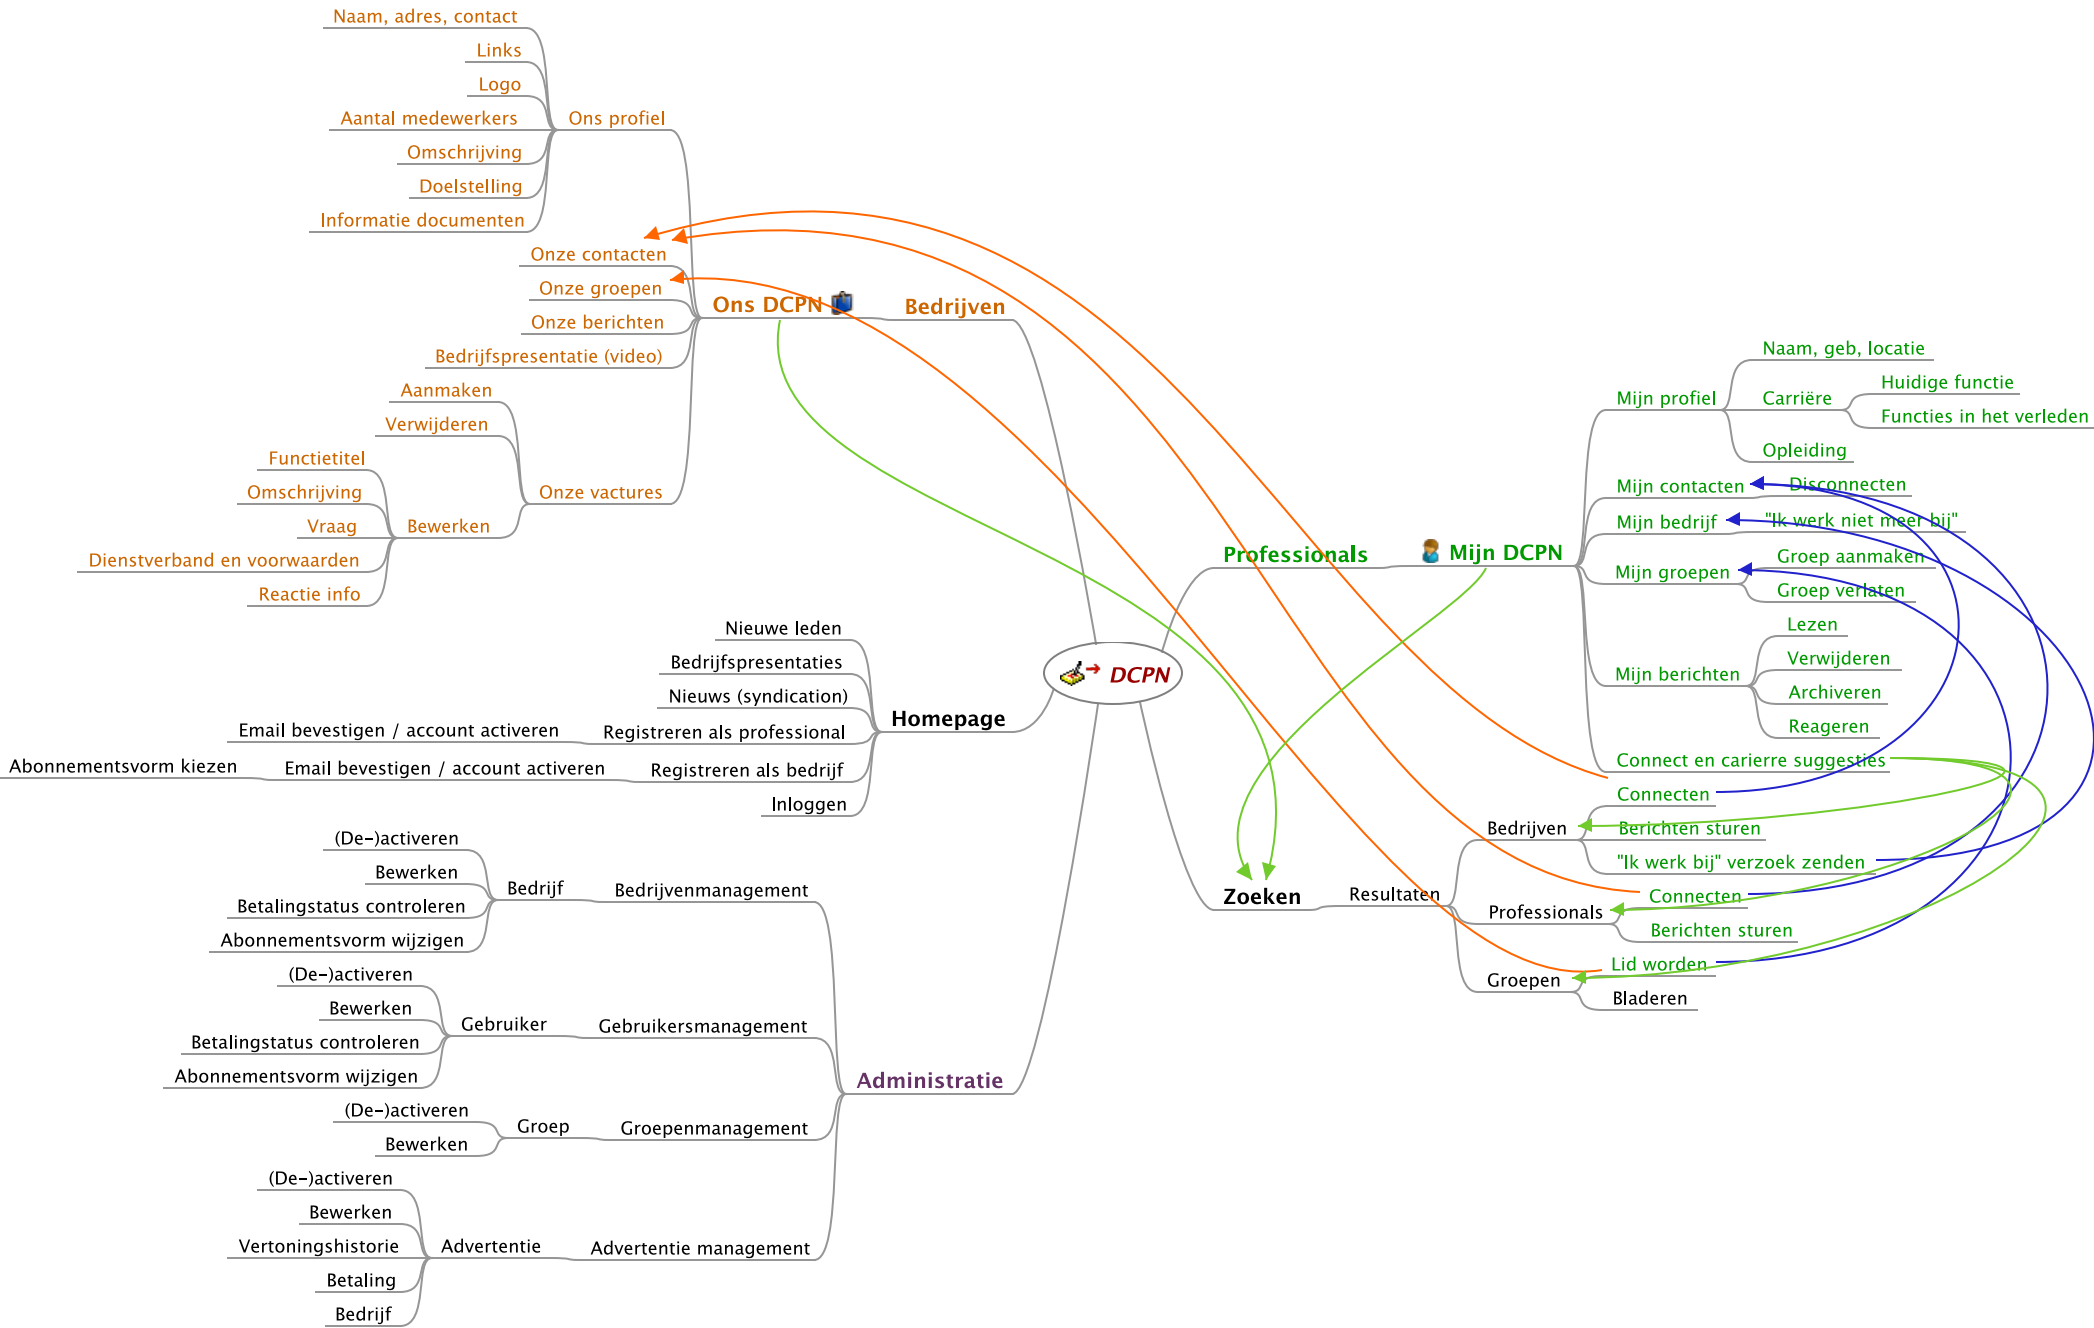 Naam, adres, contact
Links
Logo
Aantal medewerkers
Omschrijving
Doelstelling
Informatie documenten
Ons profiel
Onze contacten
Onze groepen
Onze berichten
Bedrijfspresentatie (video)
Aanmaken
Verwijderen
Functietitel
Omschrijving
Vraag
Dienstverband en voorwaarden
Reactie info
Bewerken
Onze vactures
Ons DCPN
Bedrijven
Nieuwe leden
Bedrijfspresentaties
Nieuws (syndication)
Email bevestigen / account activeren
Registreren als professional
Abonnementsvorm kiezen
Email bevestigen / account activeren
Registreren als bedrijf
Inloggen
Homepage
(De-)activeren
Bewerken
Betalingstatus controleren
Abonnementsvorm wijzigen
Bedrijf
Bedrijvenmanagement
(De-)activeren
Bewerken
Betalingstatus controleren
Abonnementsvorm wijzigen
Gebruiker
Gebruikersmanagement
(De-)activeren
Bewerken
Groep
Groepenmanagement
(De-)activeren
Bewerken
Vertoningshistorie
Betaling
Bedrijf
Advertentie
Advertentie management
Administratie
DCPN
Professionals
Mijn DCPN
Mijn profiel
Naam, geb, locatie
Carrière
Huidige functie
Functies in het verleden
Opleiding
Mijn contacten
Disconnecten
Mijn bedrijf
"Ik werk niet meer bij"
Mijn groepen
Groep aanmaken
Groep verlaten
Mijn berichten
Lezen
Verwijderen
Archiveren
Reageren
Connect en carierre suggesties
Zoeken
Resultaten
Bedrijven
Connecten
Berichten sturen
"Ik werk bij" verzoek zenden
Professionals
Connecten
Berichten sturen
Groepen
Lid worden
Bladeren